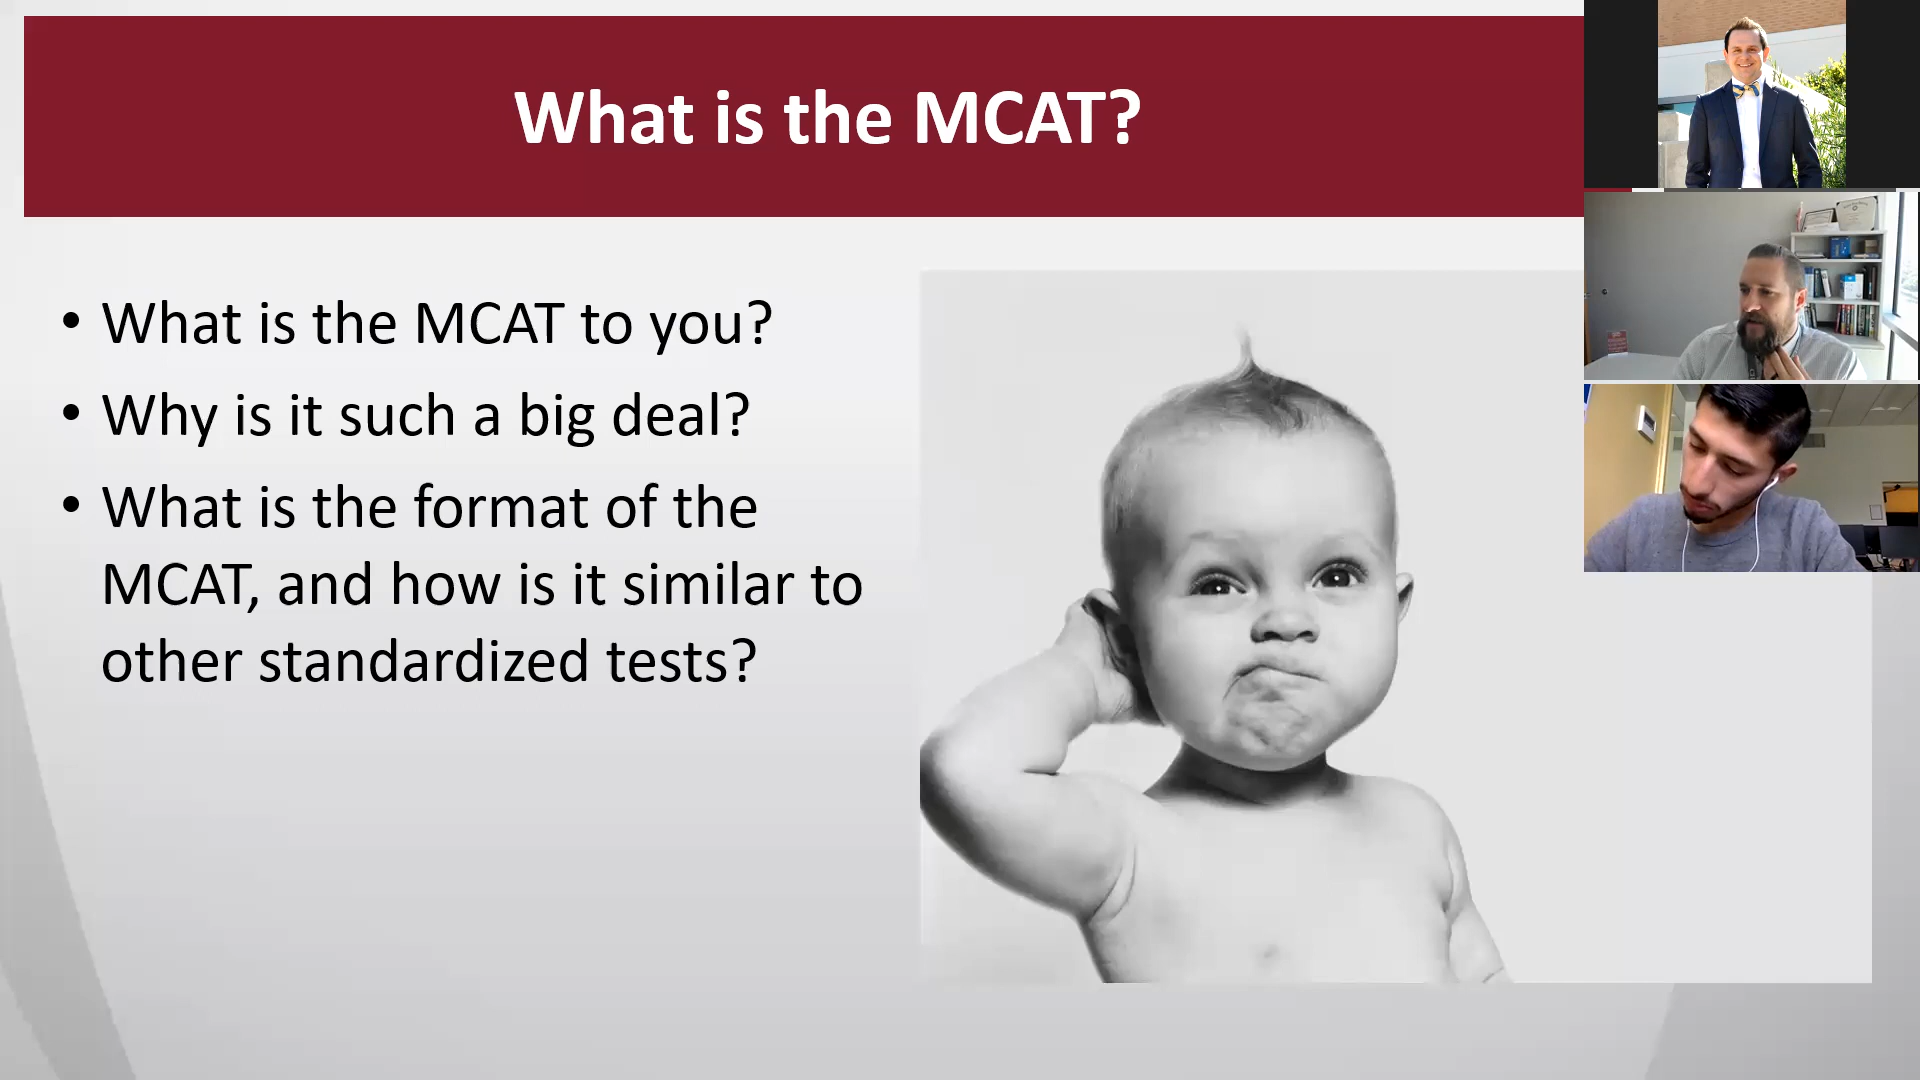 What is the MCAT?
• What is the MCAT to you?
• Why is it such a big deal?
• What is the format of the
MCAT, and how is it similar to
other standardized tests?